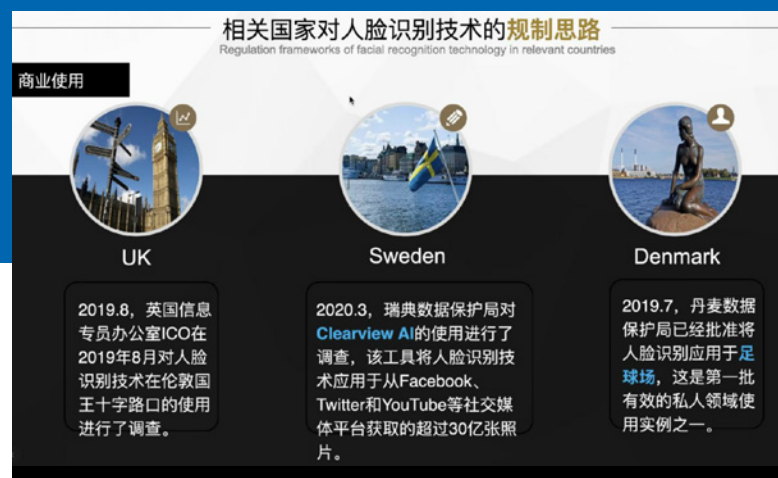 相关国家对人脸识别技术的规制思路
Regulation frameworks of facial recognition technology in relevant countries
商业使用
UK
2019.8，英国信息
专员办公室ICO在
2019年8月对人脸
识别技术在伦敦国
王十字路口的使用
进行了调查。
Sweden
2020.3，瑞典数据保护局对
Clearview AI的使用进行了
调查，该工具将人脸识别技
术应用于从Facebook、
Twitter和YouTube等社交媒
体平台获取的超过30亿张照
片。
Denmark
2019.7，丹麦数据
保护局已经批准将
人脸识别应用于足
球场，这是第一批
有效的私人领域使
用实例之一。